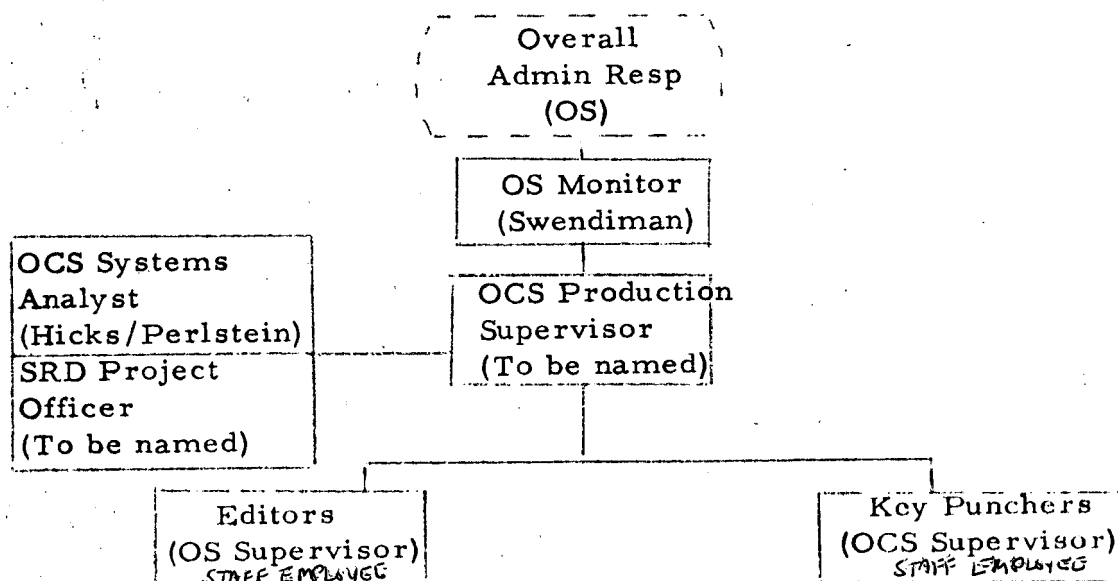 Overall
Admin Resp
(OS)
OS Monitor
(Swendiman)
OCS Systems
Analyst
(Hicks/Perlstein)
SRD Project
Officer
(To be named)
OCS Production
Supervisor
(To be named)
Editors
(OS Supervisor)
STAFF EMPLOYEE
Key Punchers
(OCS Supervisor)
STAFF EMPLOYEE